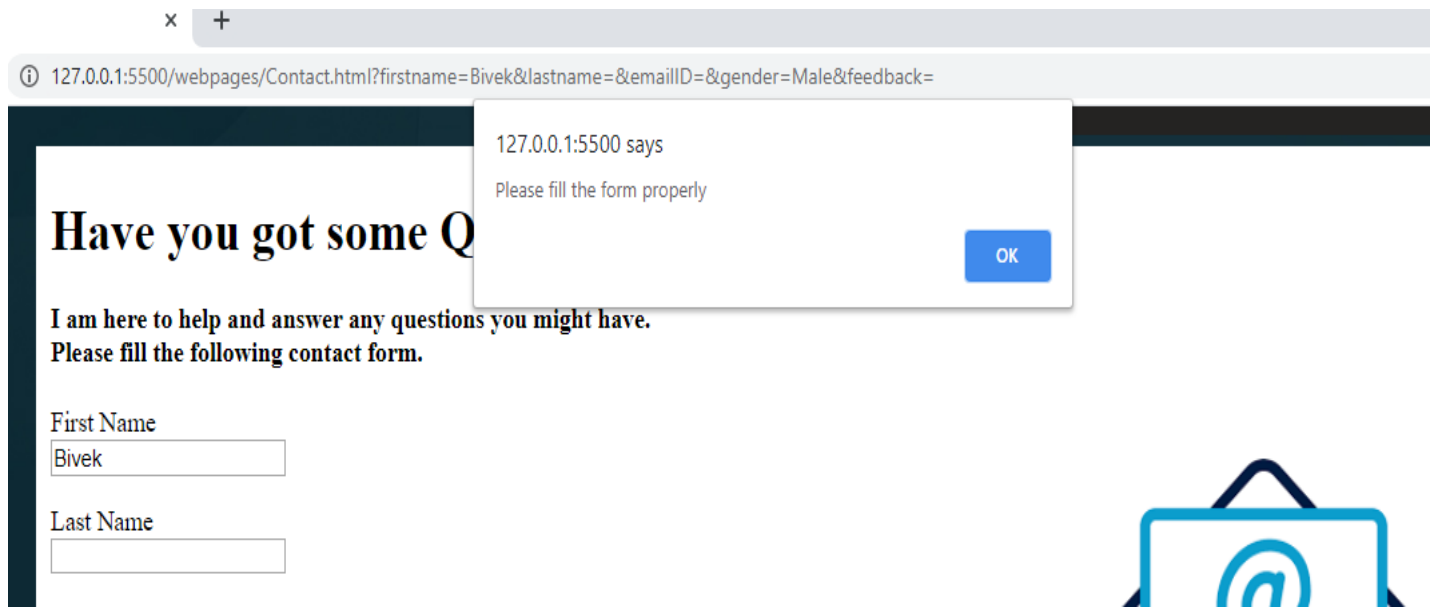 × +
127.0.0.1:5500/webpages/Contact.html?firstname=Bivek&lastname=&emailID=&gender=Male&feedback=
127.0.0.1:5500 says
Please fill the form properly
OK
Have you got some Q
I am here to help and answer any questions you might have.
Please fill the following contact form.
First Name
Bivek
Last Name
@